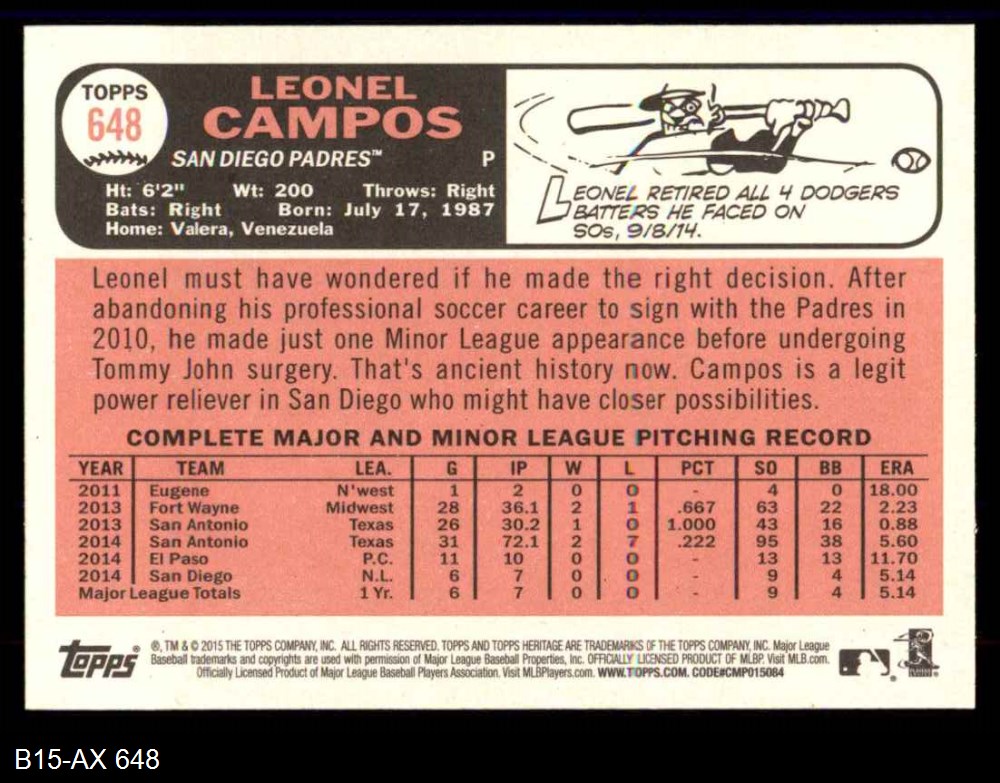 TOPPS
648
LEONEL
CAMPOS
SAN DIEGO PADRES™ P
Ht: 6'2" Wt: 200 Throws: Right
Bats: Right Born: July 17, 1987
Home: Valera, Venezuela
LEONEL RETIRED ALL 4 DODGERS
BATTERS HE FACED ON
SOs, 9/8/14.
Leonel must have wondered if he made the right decision. After
abandoning his professional soccer career to sign with the Padres in
2010, he made just one Minor League appearance before undergoing
Tommy John surgery. That's ancient history now. Campos is a legit
power reliever in San Diego who might have closer possibilities.
COMPLETE MAJOR AND MINOR LEAGUE PITCHING RECORD
YEAR TEAM LEA. G IP W L PCT SO BB ERA
2011 Eugene N'west 1 2 0 0 - 4 0 18.00
2013 Fort Wayne Midwest 28 36.1 2 1 .667 63 22 2.23
2013 San Antonio Texas 26 30.2 1 0 1.000 43 16 0.88
2014 San Antonio Texas 31 72.1 2 7 .222 95 38 5.60
2014 El Paso P.C. 11 10 0 0 - 13 13 11.70
2014 San Diego N.L. 6 7 0 0 - 9 4 5.14
Major League Totals 1 Yr. 6 7 0 0 - 9 4 5.14
topps®
®, TM & © 2015 THE TOPPS COMPANY, INC. ALL RIGHTS RESERVED. TOPPS AND TOPPS HERITAGE ARE TRADEMARKS OF THE TOPPS COMPANY, INC. Major League
Baseball trademarks and copyrights are used with permission of Major League Baseball Properties, Inc. OFFICIALLY LICENSED PRODUCT OF MLBP. Visit MLB.com.
Officially Licensed Product of Major League Baseball Players Association. Visit MLBPlayers.com. WWW.TOPPS.COM. CODE#CMP015084
B15-AX 648